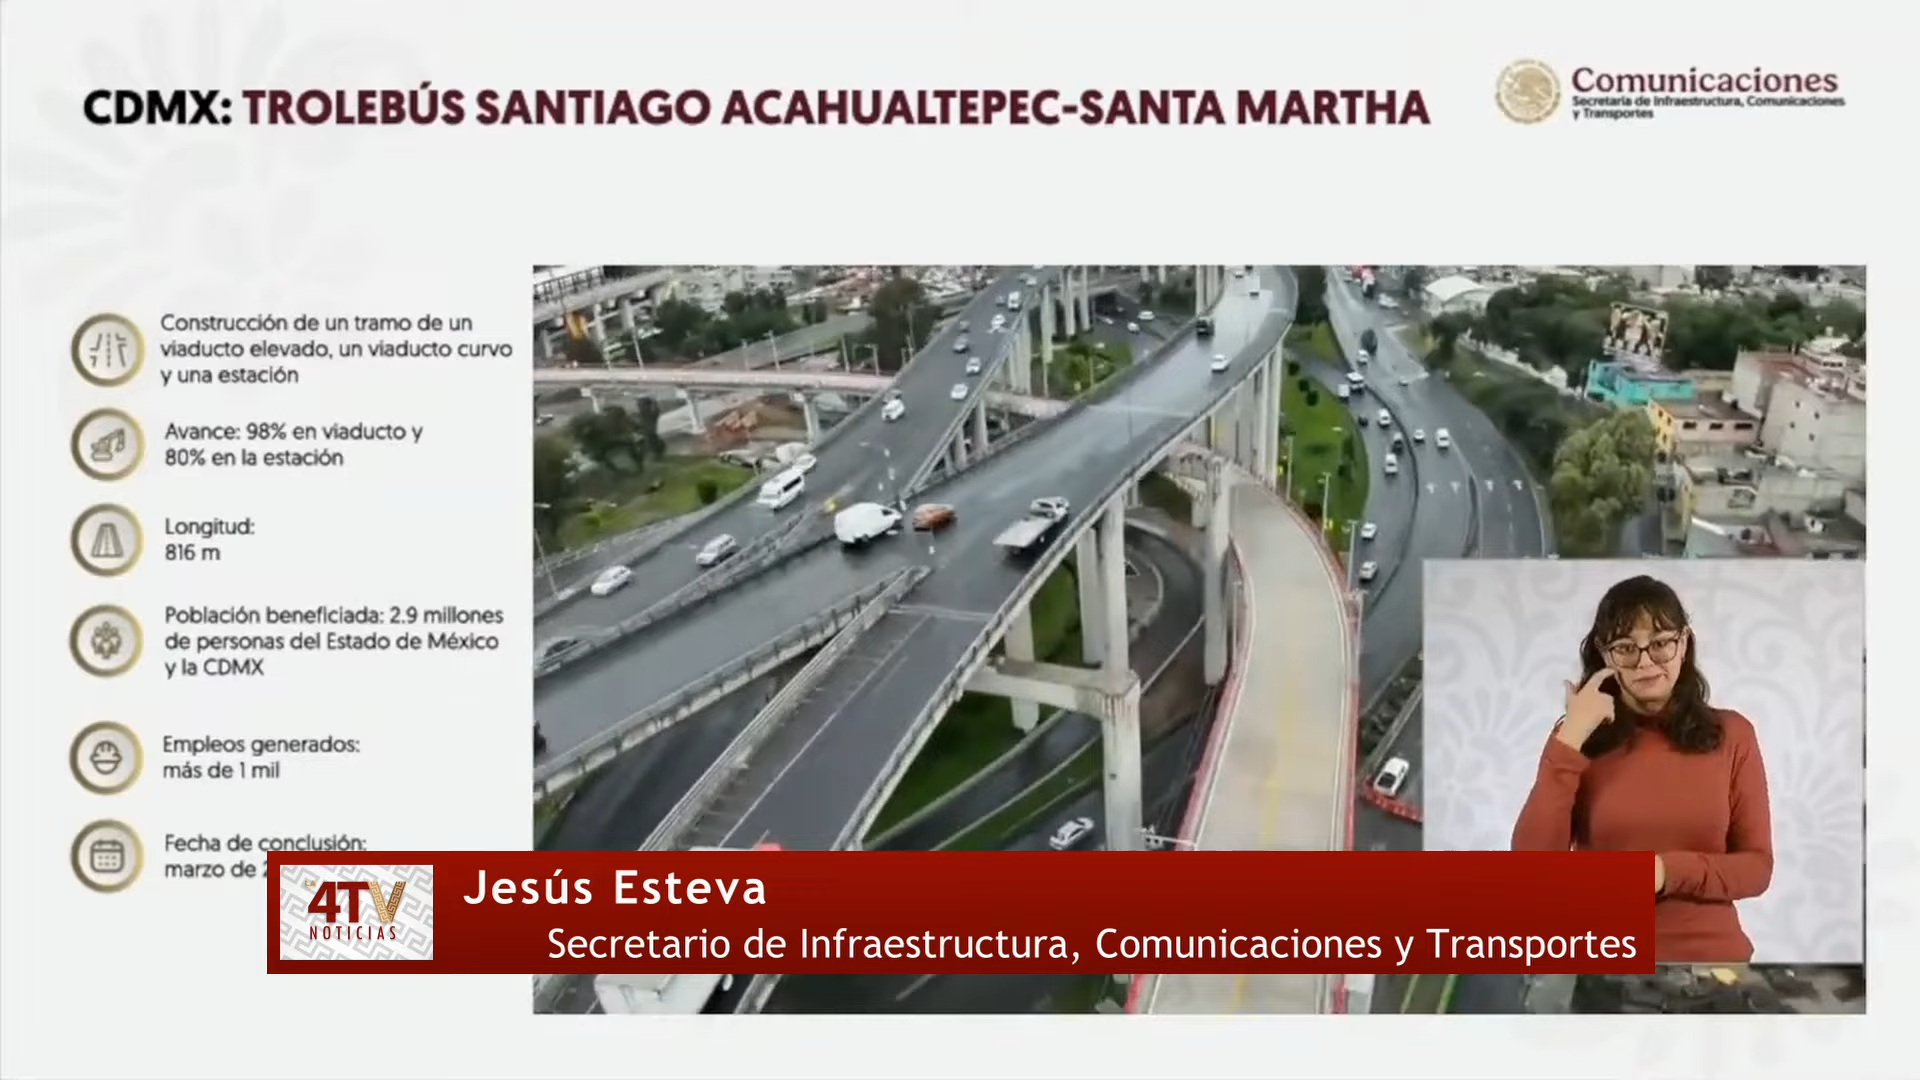 CDMX: TROLEBÚS SANTIAGO ACAHUALTEPEC-SANTA MARTHA
Comunicaciones
Secretaría de Infraestructura, Comunicaciones
y Transportes
Construcción de un tramo de un
viaducto elevado, un viaducto curvo
y una estación
Avance: 98% en viaducto y
80% en la estación
Longitud:
816 m
Población beneficiada: 2.9 millones
de personas del Estado de México
y la CDMX
Empleos generados:
más de 1 mil
Fecha de conclusión:
marzo de
LA
4TV
NOTICIAS
Jesús Esteva
Secretario de Infraestructura, Comunicaciones y Transportes